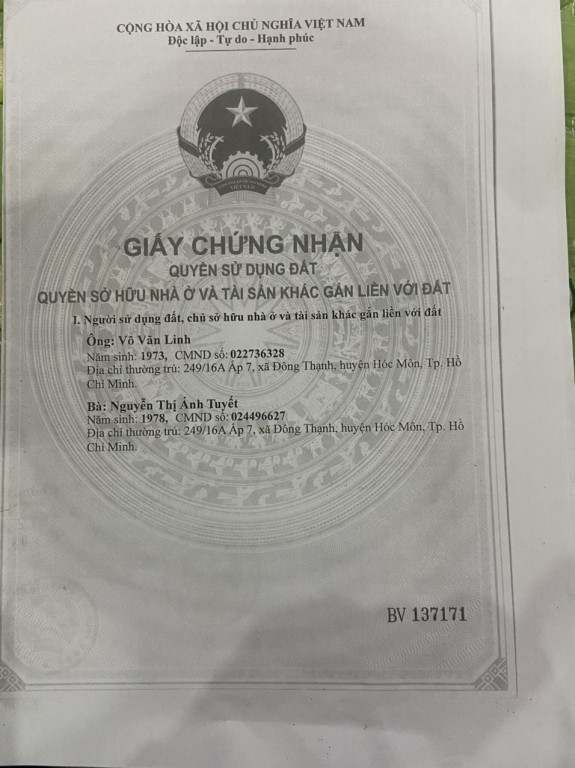 CỘNG HÒA XÃ HỘI CHỦ NGHĨA VIỆT NAM
Độc lập - Tự do - Hạnh phúc
VIỆT NAM
GIẤY CHỨNG NHẬN
QUYỀN SỬ DỤNG ĐẤT
QUYỀN SỞ HỮU NHÀ Ở VÀ TÀI SẢN KHÁC GẮN LIỀN VỚI ĐẤT
I. Người sử dụng đất, chủ sở hữu nhà ở và tài sản khác gắn liền với đất
Ông: Võ Văn Linh
Năm sinh: 1973, CMND số: 022736328
Địa chỉ thường trú: 249/16A Ấp 7, xã Đông Thạnh, huyện Hóc Môn, Tp. Hồ
Chí Minh.
Bà: Nguyễn Thị Ánh Tuyết
Năm sinh: 1978, CMND số: 024496627
Địa chỉ thường trú: 249/16A Ấp 7, xã Đông Thạnh, huyện Hóc Môn, Tp. Hồ
Chí Minh.
BV 137171